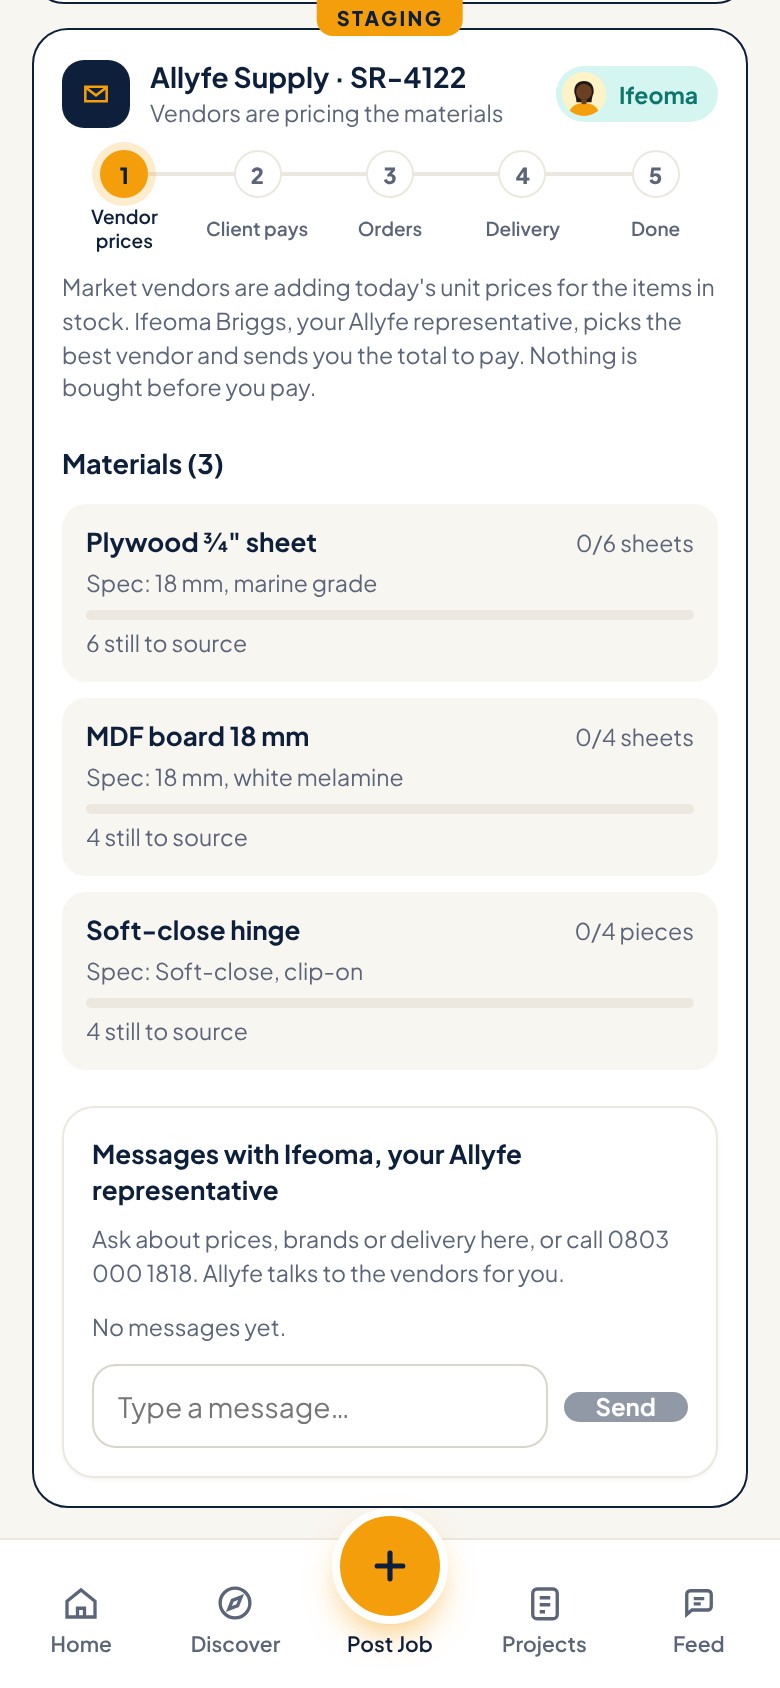 STAGING
Allyfe Supply · SR-4122
Vendors are pricing the materials
Ifeoma
1
2
3
4
5
Vendor
prices
Client pays
Orders
Delivery
Done
Market vendors are adding today's unit prices for the items in
stock. Ifeoma Briggs, your Allyfe representative, picks the
best vendor and sends you the total to pay. Nothing is
bought before you pay.
Materials (3)
Plywood ¾" sheet
0/6 sheets
Spec: 18 mm, marine grade
6 still to source
MDF board 18 mm
0/4 sheets
Spec: 18 mm, white melamine
4 still to source
Soft-close hinge
0/4 pieces
Spec: Soft-close, clip-on
4 still to source
Messages with Ifeoma, your Allyfe
representative
Ask about prices, brands or delivery here, or call 0803
000 1818. Allyfe talks to the vendors for you.
No messages yet.
Type a message...
Send
Home
Discover
Post Job
Projects
Feed